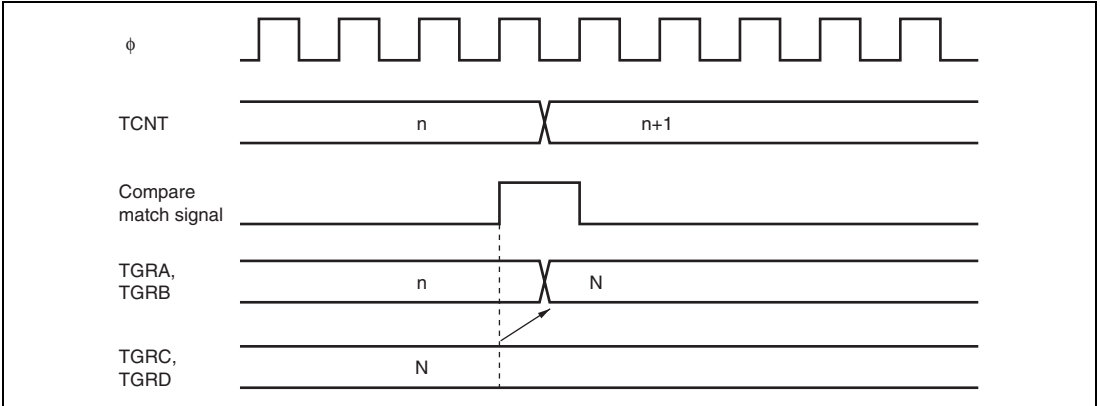 ϕ
TCNT
n
n+1
Compare
match signal
TGRA,
TGRB
n
N
TGRC,
TGRD
N